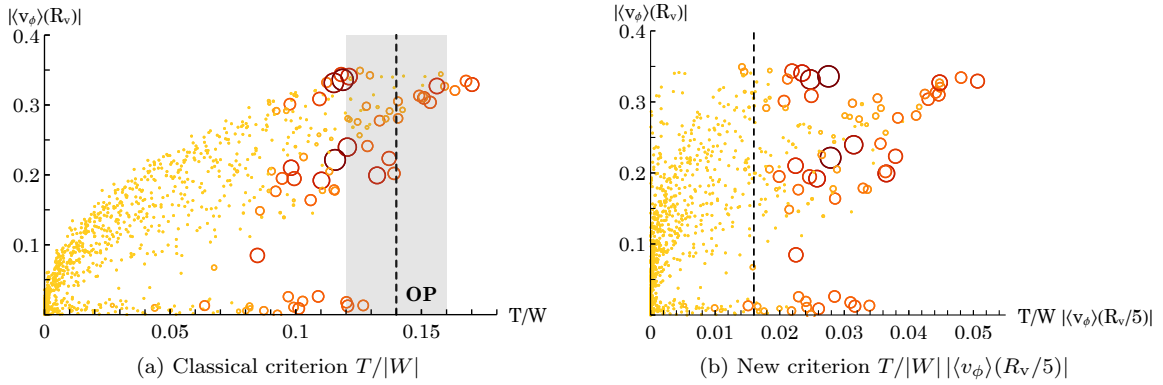 |⟨v_ϕ⟩(R_v)|
0.4
0.3
0.2
0.1
0
0.05
0.1
0.15
T/W
OP
(a) Classical criterion T/|W|
|⟨v_ϕ⟩(R_v)|
0.4
0.3
0.2
0.1
0
0.02
0.03
0.04
0.05
T/W |⟨v_ϕ⟩(R_v/5)|
(b) New criterion T/|W| |⟨v_ϕ⟩(R_v/5)|